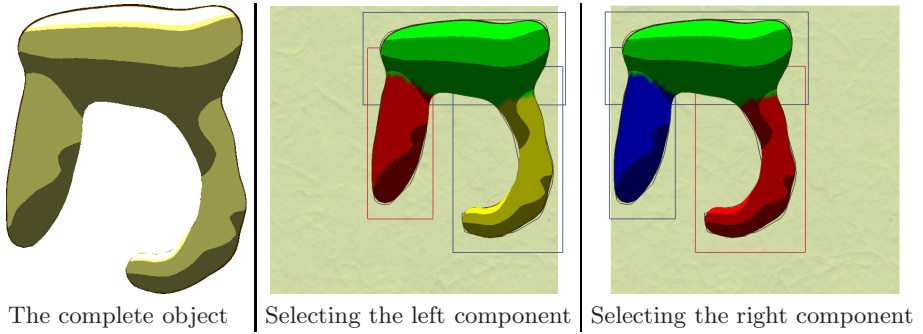 The complete object
Selecting the left component
Selecting the right component